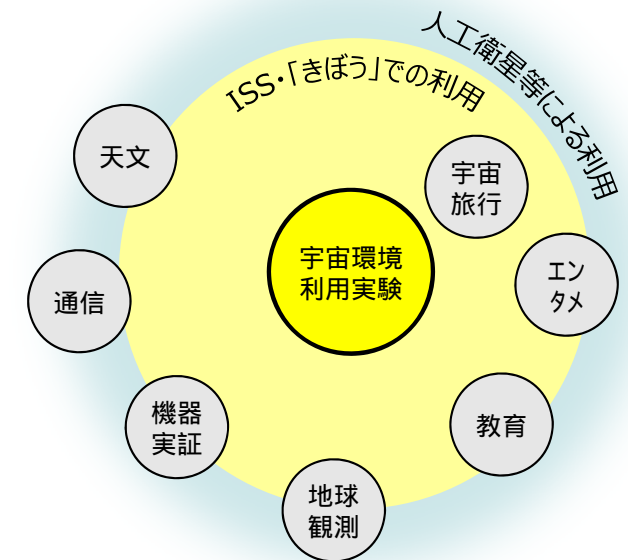 人工衛星等による利用
ISS・「きぼう」での利用
天文
宇宙
旅行
宇宙環境
利用実験
エン
タメ
通信
機器
実証
教育
地球
観測